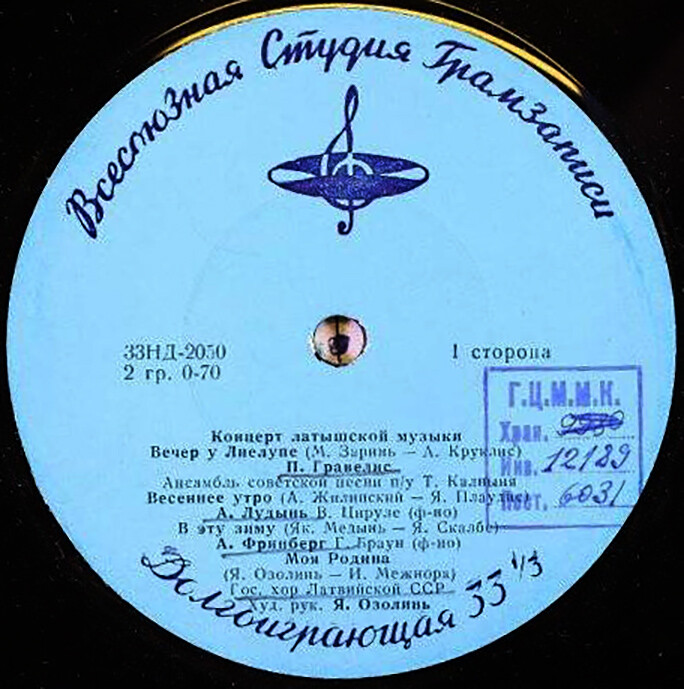 Всесоюзная Студия Грамзаписи
33НД-2050
2 гр. 0-70
1 сторона
Г.Ц.М.М.К.
Хран.
Инв. 12129
Пост. 6031
Концерт латышской музыки
Вечер у Лиелупе (М. Заринь — А. Круклис)
П. Гравелис
Ансамбль советской песни п/у Т. Калныня
Весеннее утро (А. Жилинский — Я. Плаудис)
А. Лудынь В. Цируле (ф-но)
В эту зиму (Як. Медынь — Я. Скалбе)
А. Фринберг Г. Браун (ф-но)
Моя Родина
(Я. Озолинь — И. Межнора)
Гос. хор Латвийской ССР
Худ. рук. Я. Озолинь
Долгоиграющая 33 1/3